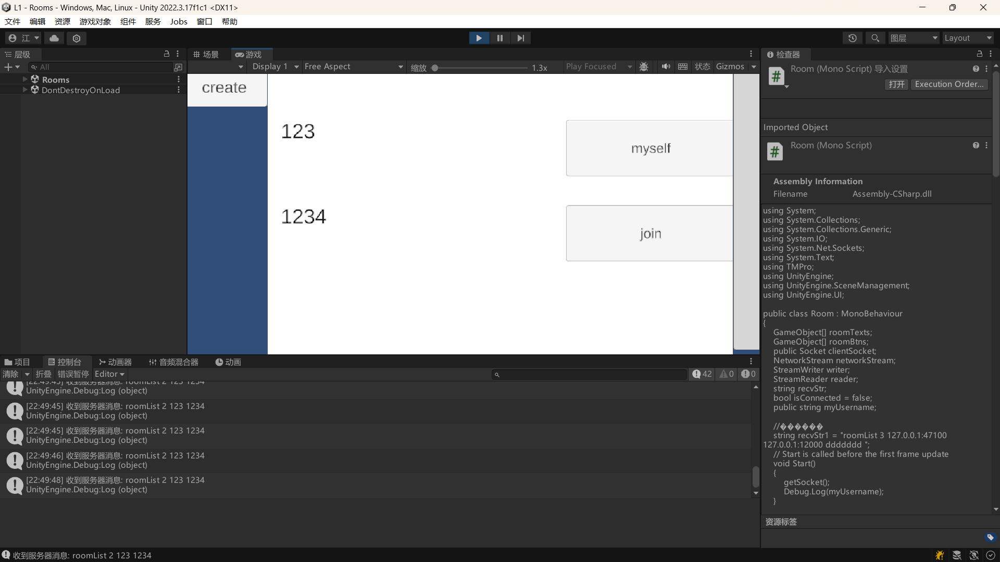 L1 - Rooms - Windows, Mac, Linux - Unity 2022.3.17f1c1 <DX11>
文件 编辑 资源 游戏对象 组件 服务 Jobs 窗口 帮助
江
图层
Layout
层级
All
Rooms
DontDestroyOnLoad
场景 游戏
Display 1 Free Aspect 缩放 1.3x Play Focused 状态 Gizmos
create
123
myself
1234
join
项目 控制台 动画器 音频混合器 动画
清除 折叠 错误暂停 Editor 42 0 0
[22:49:45] 收到服务器消息: roomList 2 123 1234
UnityEngine.Debug:Log (object)
[22:49:45] 收到服务器消息: roomList 2 123 1234
UnityEngine.Debug:Log (object)
[22:49:45] 收到服务器消息: roomList 2 123 1234
UnityEngine.Debug:Log (object)
[22:49:46] 收到服务器消息: roomList 2 123 1234
UnityEngine.Debug:Log (object)
[22:49:48] 收到服务器消息: roomList 2 123 1234
UnityEngine.Debug:Log (object)
收到服务器消息: roomList 2 123 1234
检查器
Room (Mono Script) 导入设置
打开 Execution Order...
Imported Object
Room (Mono Script)
Assembly Information
Filename Assembly-CSharp.dll
using System;
using System.Collections;
using System.Collections.Generic;
using System.IO;
using System.Net.Sockets;
using System.Text;
using TMPro;
using UnityEngine;
using UnityEngine.SceneManagement;
using UnityEngine.UI;
public class Room : MonoBehaviour
{
GameObject[] roomTexts;
GameObject[] roomBtns;
public Socket clientSocket;
NetworkStream networkStream;
StreamWriter writer;
StreamReader reader;
string recvStr;
bool isConnected = false;
public string myUsername;
//������
string recvStr1 = "roomList 3 127.0.0.1:47100
127.0.0.1:12000 ddddddd ";
// Start is called before the first frame update
void Start()
{
getSocket();
Debug.Log(myUsername);
}
资源标签